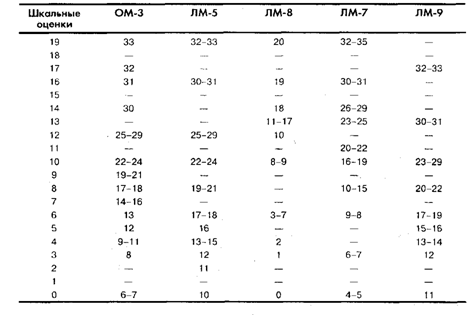 Шкальные оценки ОМ-3 ЛМ-5 ЛМ-8 ЛМ-7 ЛМ-9
19 33 32-33 20 32-35 —
18 — — — — —
17 32 — — — 32-33
16 31 30-31 19 30-31 —
15 — — — — —
14 30 — 18 26-29 —
13 — — 11-17 23-25 30-31
12 25-29 25-29 10 — —
11 — — — 20-22 —
10 22-24 22-24 8-9 16-19 23-29
9 19-21 — — — —
8 17-18 19-21 — 10-15 20-22
7 14-16 — — — —
6 13 17-18 3-7 9-8 17-19
5 12 16 — — 15-16
4 9-11 13-15 2 — 13-14
3 8 12 1 6-7 12
2 — 11 — — —
1 — — — — —
0 6-7 10 0 4-5 11